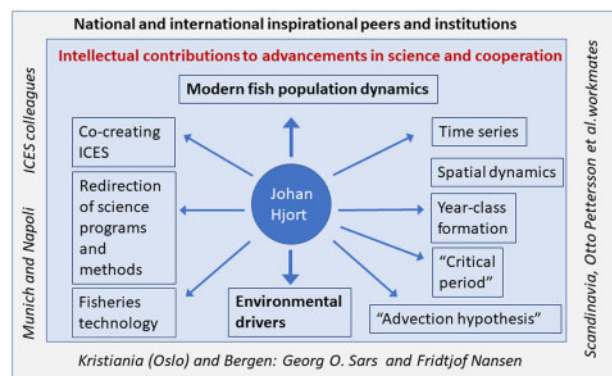 National and international inspirational peers and institutions
Intellectual contributions to advancements in science and cooperation
Modern fish population dynamics
Co-creating
ICES
Redirection
of science
programs
and
methods
Fisheries
technology
Johan
Hjort
Environmental
drivers
Time series
Spatial dynamics
Year-class
formation
“Critical
period”
“Advection hypothesis”
Munich and Napoli ICES colleagues
Scandinavia, Otto Pettersson et al.workmates
Kristiania (Oslo) and Bergen: Georg O. Sars and Fridtjof Nansen